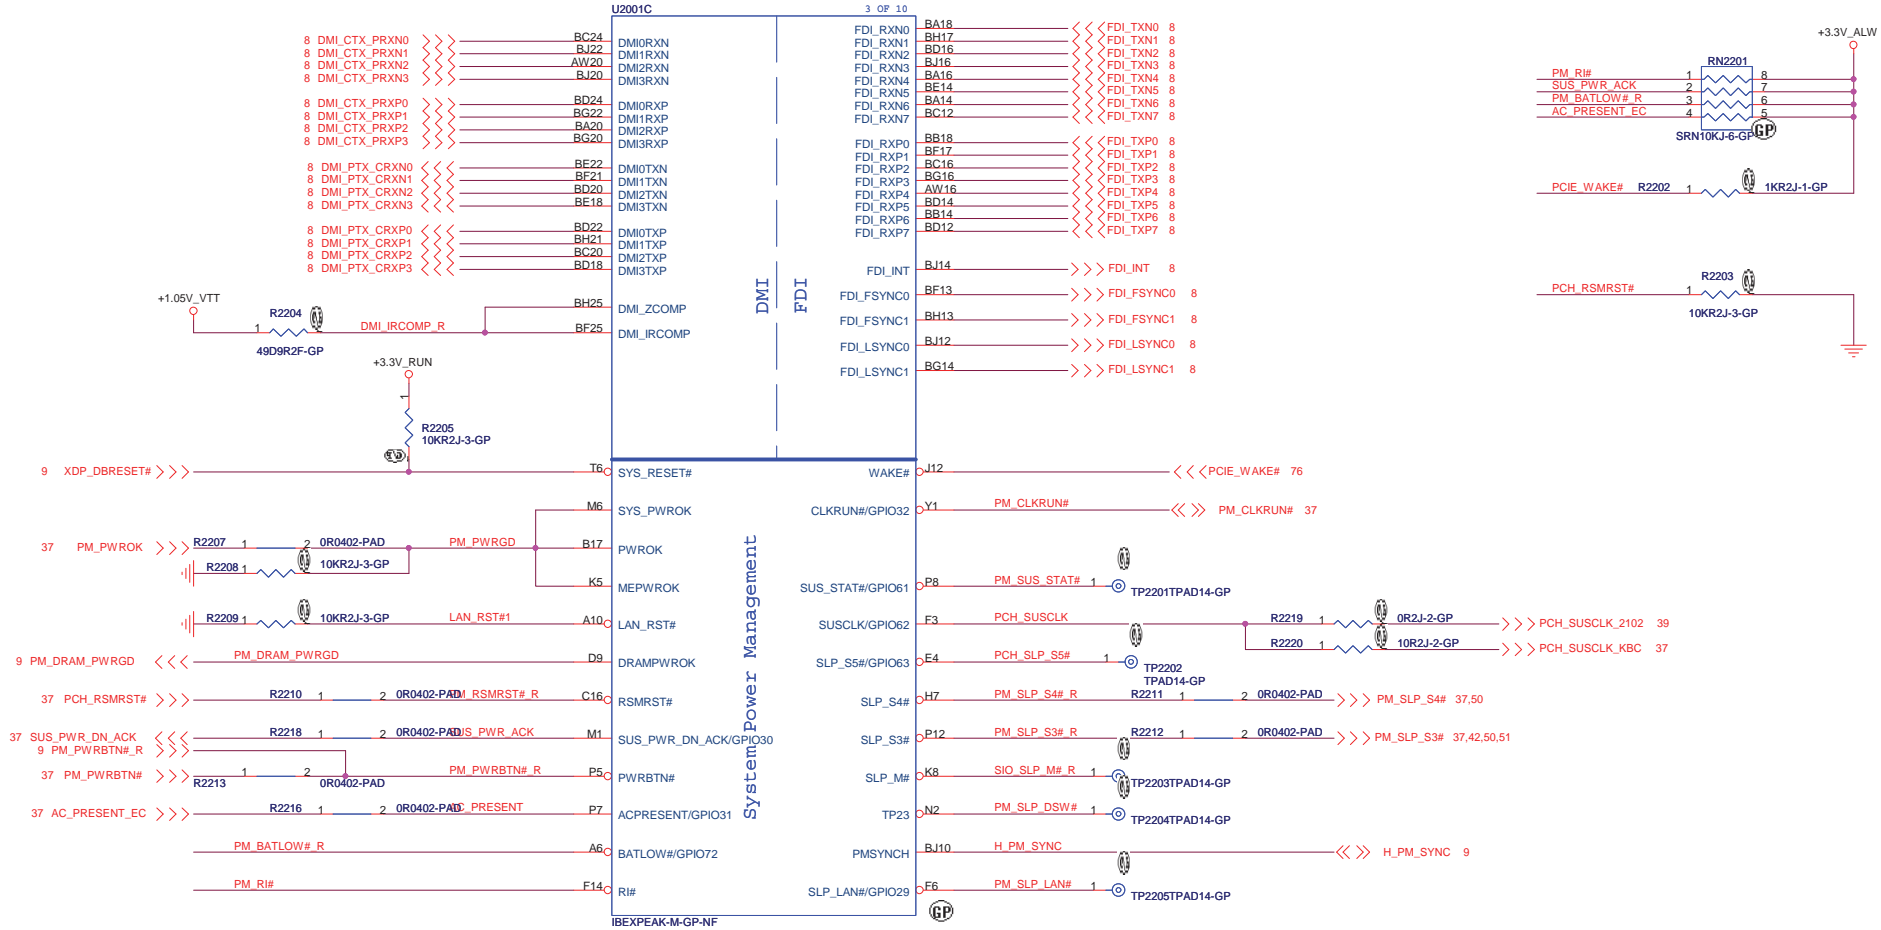 U2001C
3 OF 10
8 DMI_CTX_PRXN0 BC24 DMI0RXN
8 DMI_CTX_PRXN1 BJ22 DMI1RXN
8 DMI_CTX_PRXN2 AW20 DMI2RXN
8 DMI_CTX_PRXN3 BJ20 DMI3RXN
8 DMI_CTX_PRXP0 BD24 DMI0RXP
8 DMI_CTX_PRXP1 BG22 DMI1RXP
8 DMI_CTX_PRXP2 BA20 DMI2RXP
8 DMI_CTX_PRXP3 BG20 DMI3RXP
8 DMI_PTX_CRXN0 BE22 DMI0TXN
8 DMI_PTX_CRXN1 BF21 DMI1TXN
8 DMI_PTX_CRXN2 BD20 DMI2TXN
8 DMI_PTX_CRXN3 BE18 DMI3TXN
8 DMI_PTX_CRXP0 BD22 DMI0TXP
8 DMI_PTX_CRXP1 BH21 DMI1TXP
8 DMI_PTX_CRXP2 BC20 DMI2TXP
8 DMI_PTX_CRXP3 BD18 DMI3TXP
BH25 DMI_ZCOMP
+1.05V_VTT
R2204
1 DMI_IRCOMP_R BF25 DMI_IRCOMP
49D9R2F-GP
DMI
FDI
FDI_RXN0 BA18 FDI_TXN0 8
FDI_RXN1 BH17 FDI_TXN1 8
FDI_RXN2 BD16 FDI_TXN2 8
FDI_RXN3 BJ16 FDI_TXN3 8
FDI_RXN4 BA16 FDI_TXN4 8
FDI_RXN5 BE14 FDI_TXN5 8
FDI_RXN6 BA14 FDI_TXN6 8
FDI_RXN7 BC12 FDI_TXN7 8
FDI_RXP0 BB18 FDI_TXP0 8
FDI_RXP1 BF17 FDI_TXP1 8
FDI_RXP2 BC16 FDI_TXP2 8
FDI_RXP3 BG16 FDI_TXP3 8
FDI_RXP4 AW16 FDI_TXP4 8
FDI_RXP5 BD14 FDI_TXP5 8
FDI_RXP6 BB14 FDI_TXP6 8
FDI_RXP7 BD12 FDI_TXP7 8
FDI_INT BJ14 FDI_INT 8
FDI_FSYNC0 BF13 FDI_FSYNC0 8
FDI_FSYNC1 BH13 FDI_FSYNC1 8
FDI_LSYNC0 BJ12 FDI_LSYNC0 8
FDI_LSYNC1 BG14 FDI_LSYNC1 8
+3.3V_ALW
RN2201
PM_RI# 1 8
SUS_PWR_ACK 2 7
PM_BATLOW#_R 3 6
AC_PRESENT_EC 4 5
SRN10KJ-6-GP
GP
PCIE_WAKE# R2202 1 1KR2J-1-GP
R2203
PCH_RSMRST# 1
10KR2J-3-GP
+3.3V_RUN
1
R2205
10KR2J-3-GP
9 XDP_DBRESET# T6 SYS_RESET#
M6 SYS_PWROK
37 PM_PWROK R2207 1 2 0R0402-PAD PM_PWRGD B17 PWROK
R2208 1 10KR2J-3-GP
K5 MEPWROK
R2209 1 10KR2J-3-GP LAN_RST#1 A10 LAN_RST#
9 PM_DRAM_PWRGD PM_DRAM_PWRGD D9 DRAMPWROK
37 PCH_RSMRST# R2210 1 2 0R0402-PAD PM_RSMRST#_R C16 RSMRST#
37 SUS_PWR_DN_ACK R2218 1 2 0R0402-PAD SUS_PWR_ACK M1 SUS_PWR_DN_ACK/GPIO30
9 PM_PWRBTN#_R
37 PM_PWRBTN# R2213 1 2 0R0402-PAD PM_PWRBTN#_R P5 PWRBTN#
37 AC_PRESENT_EC R2216 1 2 0R0402-PAD AC_PRESENT P7 ACPRESENT/GPIO31
PM_BATLOW#_R A6 BATLOW#/GPIO72
PM_RI# F14 RI#
System Power Management
WAKE# J12 PCIE_WAKE# 76
CLKRUN#/GPIO32 Y1 PM_CLKRUN# PM_CLKRUN# 37
SUS_STAT#/GPIO61 P8 PM_SUS_STAT# 1 TP2201TPAD14-GP
SUSCLK/GPIO62 F3 PCH_SUSCLK R2219 1 0R2J-2-GP PCH_SUSCLK_2102 39
R2220 1 10R2J-2-GP PCH_SUSCLK_KBC 37
SLP_S5#/GPIO63 E4 PCH_SLP_S5# 1 TP2202
TPAD14-GP
SLP_S4# H7 PM_SLP_S4#_R R2211 1 2 0R0402-PAD PM_SLP_S4# 37,50
SLP_S3# P12 PM_SLP_S3#_R R2212 1 2 0R0402-PAD PM_SLP_S3# 37,42,50,51
SLP_M# K8 SIO_SLP_M#_R 1 TP2203TPAD14-GP
TP23 N2 PM_SLP_DSW# 1 TP2204TPAD14-GP
PMSYNCH BJ10 H_PM_SYNC H_PM_SYNC 9
SLP_LAN#/GPIO29 F6 PM_SLP_LAN# 1 TP2205TPAD14-GP
GP
IBEXPEAK-M-GP-NF